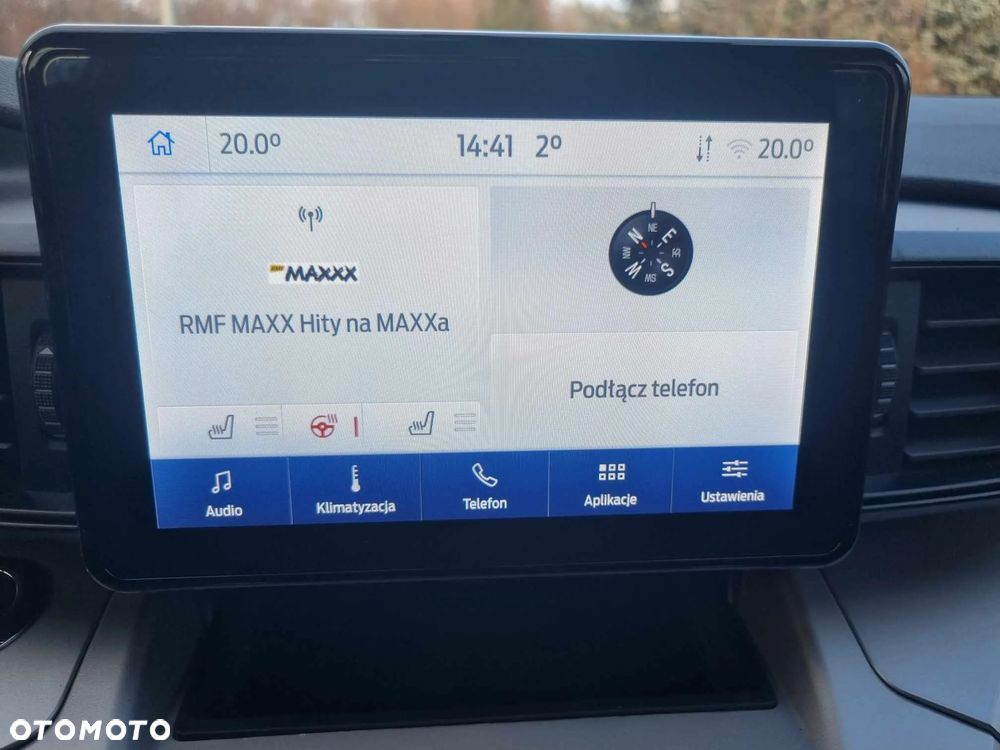 20.0º 14:41 2º 20.0º
MAXXX
RMF MAXX Hity na MAXXa
NE
N E
NW
W S
SW
Podłącz telefon
Audio Klimatyzacja Telefon Aplikacje Ustawienia
OTOMOTO